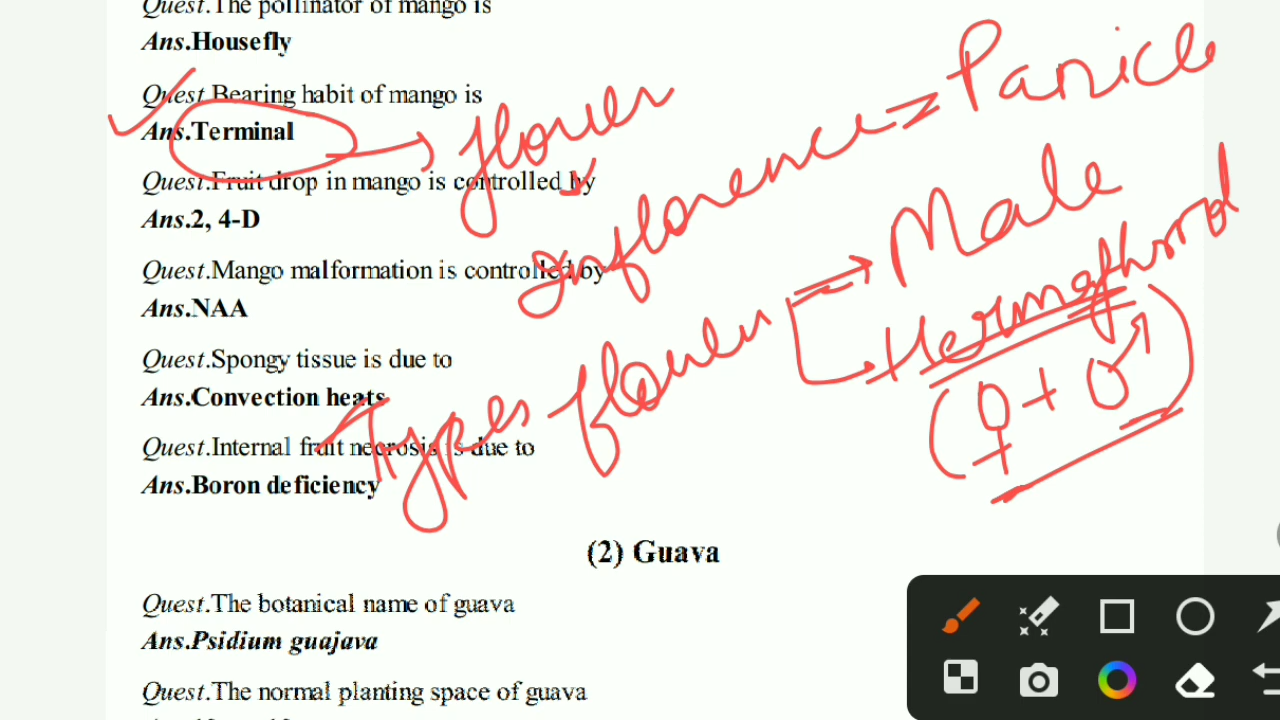 Quest.The pollinator of mango is
Ans.Housefly
Quest.Bearing habit of mango is
Ans.Terminal
flower
Inflorenence = Panicle
Quest.Fruit drop in mango is controlled by
Ans.2, 4-D
Quest.Mango malformation is controlled by
Ans.NAA
Quest.Spongy tissue is due to
Ans.Convection heats
Types flower
Male
(♀ + ♂)
Quest.Internal fruit necrosis is due to
Ans.Boron deficiency
(2) Guava
Quest.The botanical name of guava
Ans.Psidium guajava
Quest.The normal planting space of guava